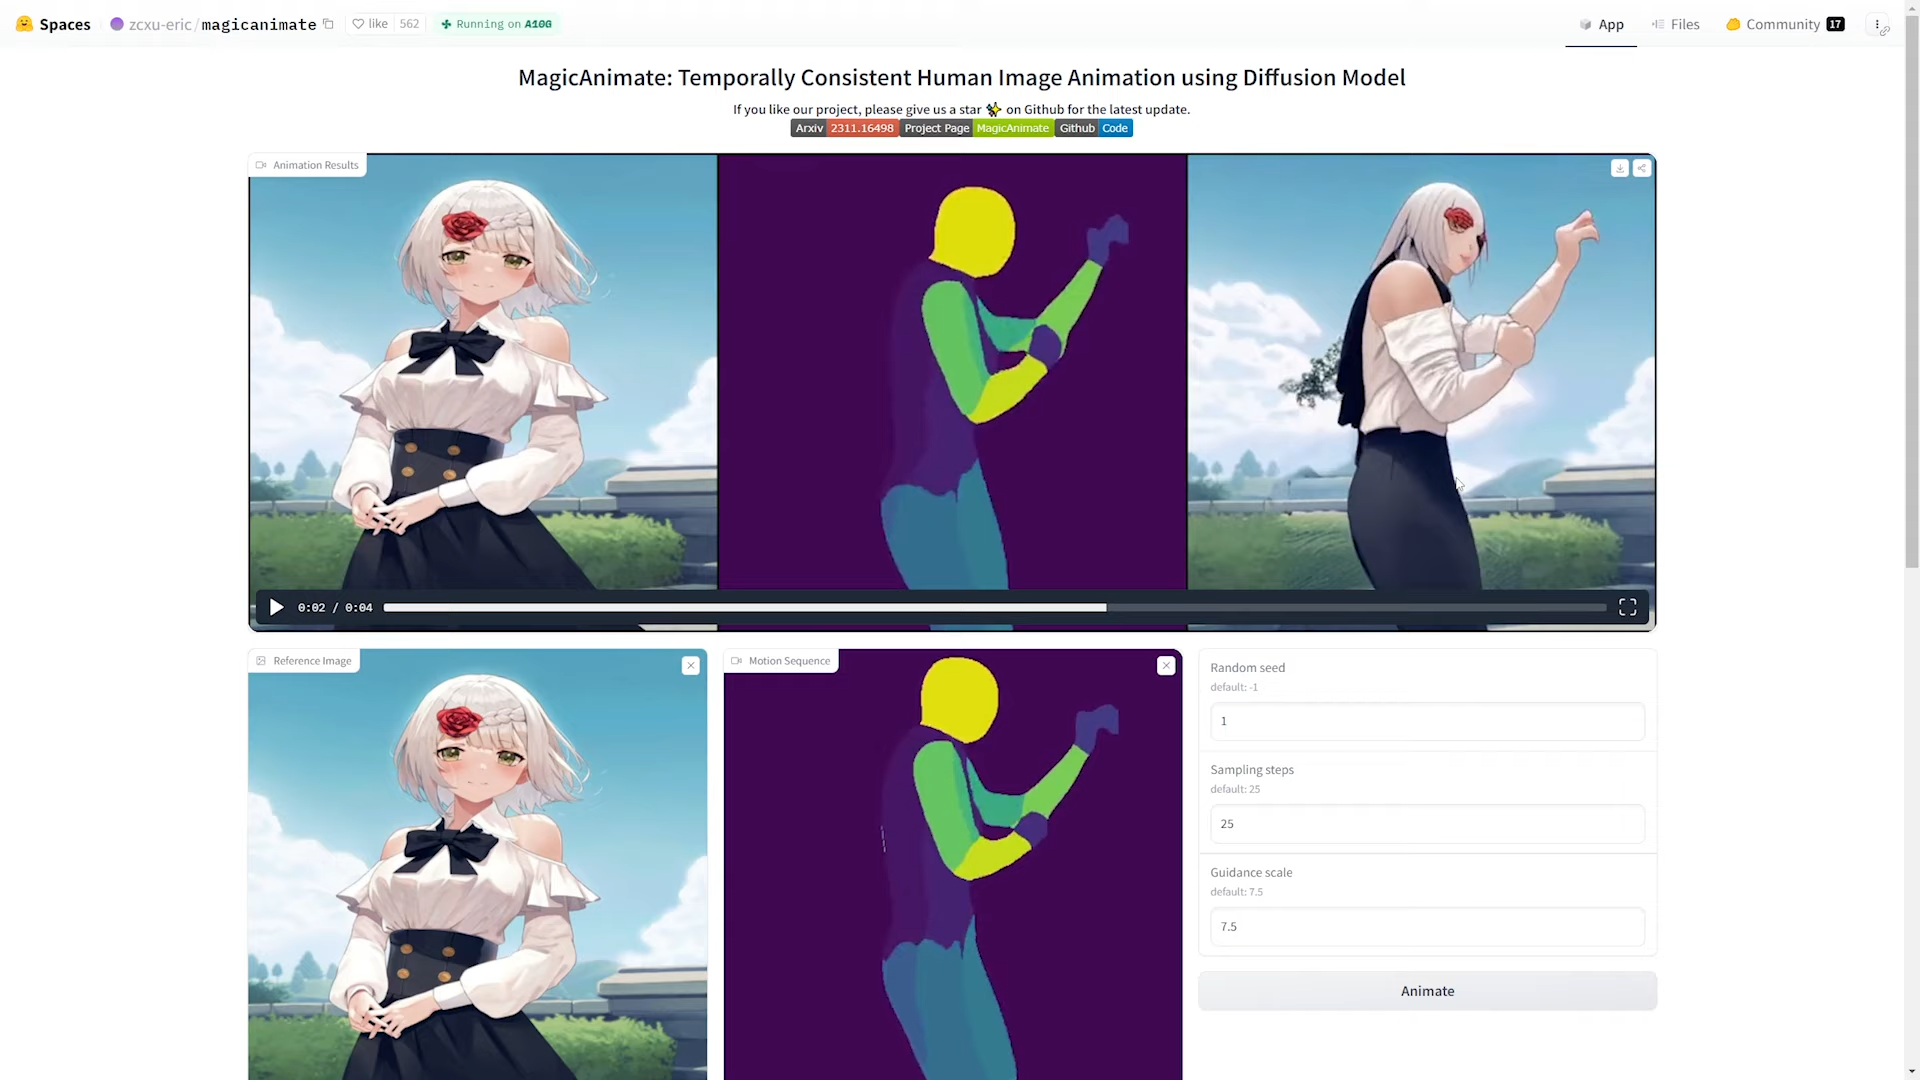 Spaces
zcxu-eric/magicanimate
like 562
Running on A10G
App
Files
Community 17
MagicAnimate: Temporally Consistent Human Image Animation using Diffusion Model
If you like our project, please give us a star ✨ on Github for the latest update.
Arxiv 2311.16498 Project Page MagicAnimate Github Code
Animation Results
0:02 / 0:04
Reference Image
Motion Sequence
Random seed
default: -1
1
Sampling steps
default: 25
25
Guidance scale
default: 7.5
7.5
Animate